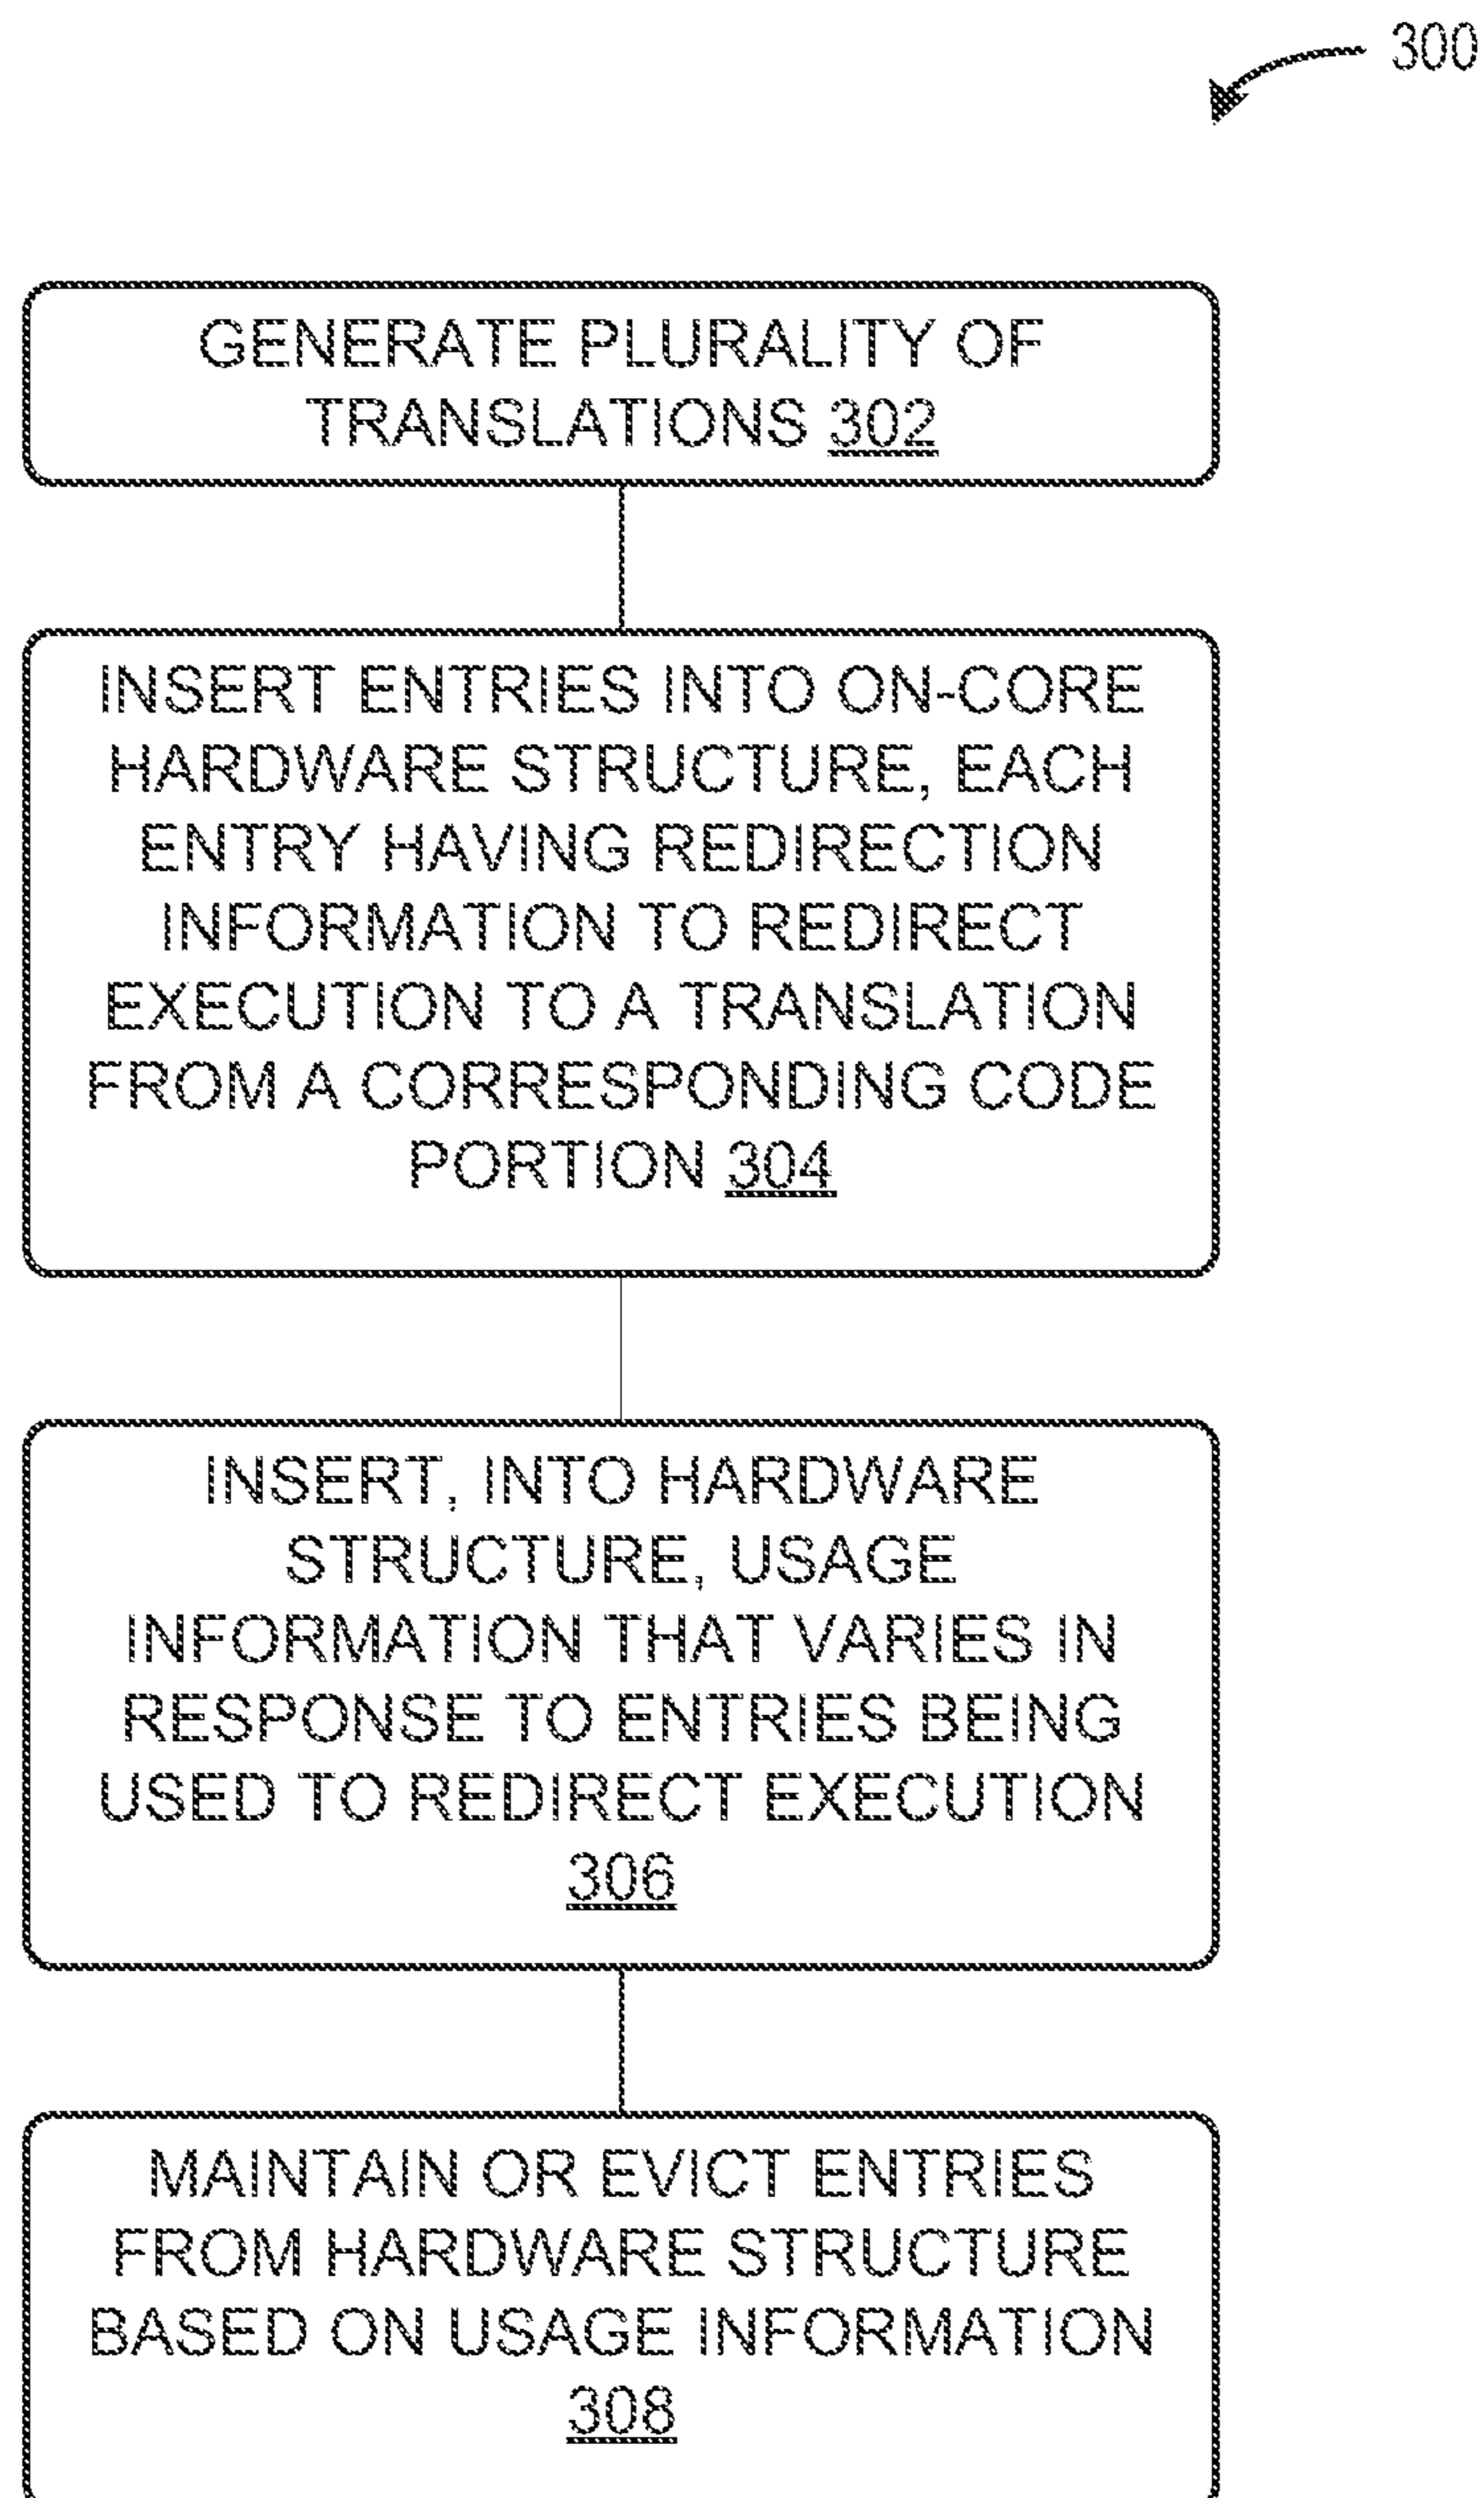 300
GENERATE PLURALITY OF
TRANSLATIONS 302
INSERT ENTRIES INTO ON-CORE
HARDWARE STRUCTURE, EACH
ENTRY HAVING REDIRECTION
INFORMATION TO REDIRECT
EXECUTION TO A TRANSLATION
FROM A CORRESPONDING CODE
PORTION 304
INSERT, INTO HARDWARE
STRUCTURE, USAGE
INFORMATION THAT VARIES IN
RESPONSE TO ENTRIES BEING
USED TO REDIRECT EXECUTION
306
MAINTAIN OR EVICT ENTRIES
FROM HARDWARE STRUCTURE
BASED ON USAGE INFORMATION
308